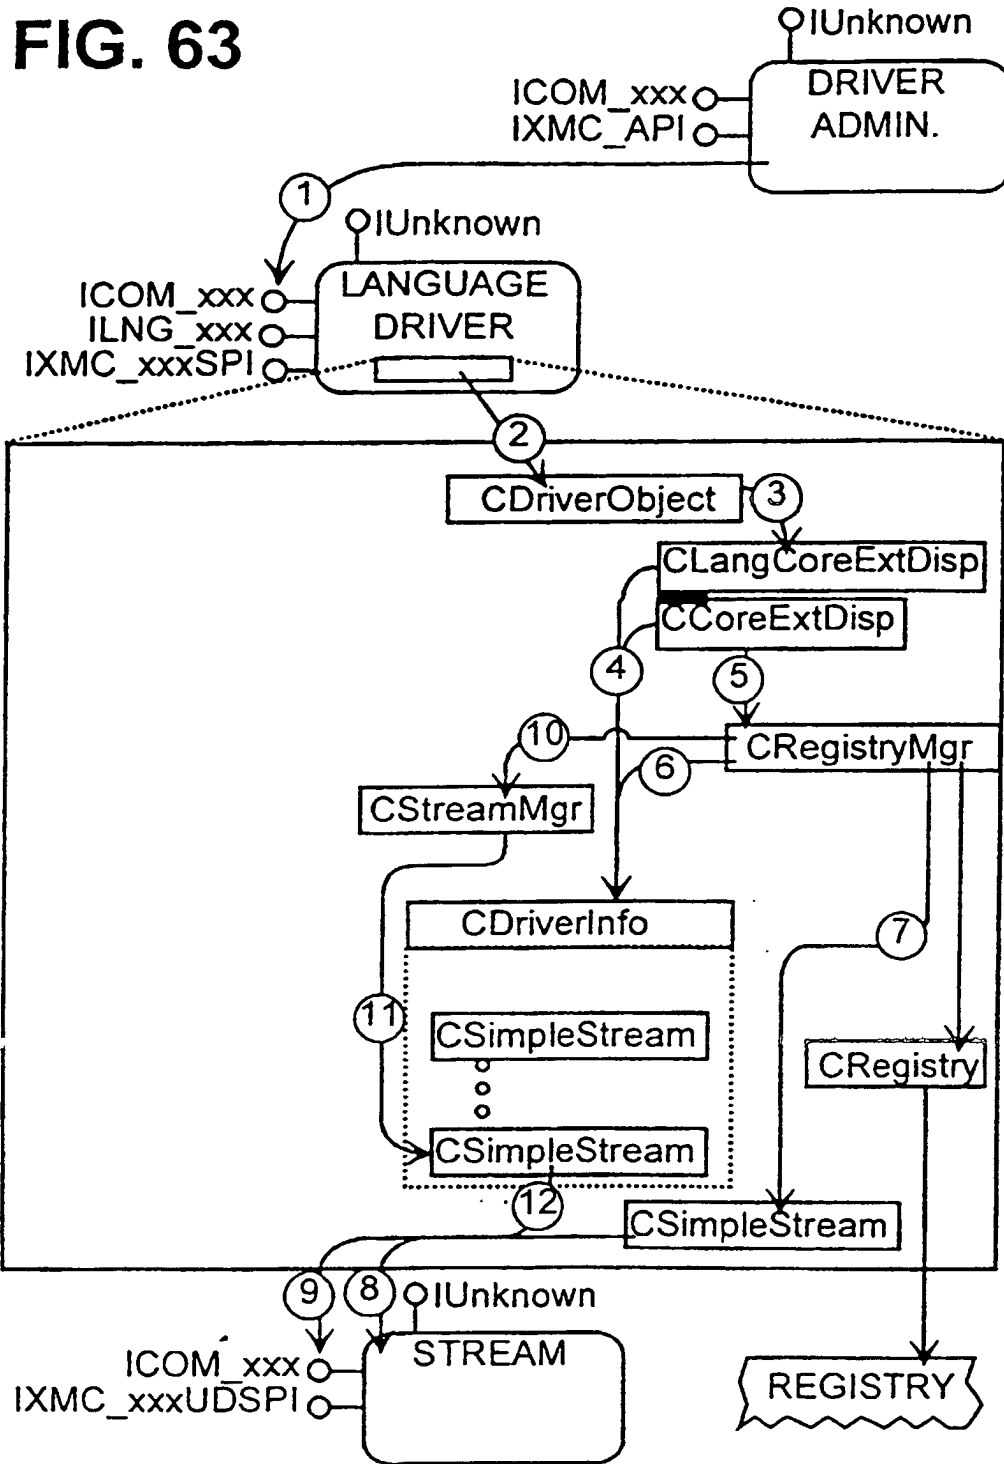 FIG. 63
IUnknown
DRIVER
ADMIN.
ICOM_xxx
IXMC_API
1
IUnknown
LANGUAGE
DRIVER
ICOM_xxx
ILNG_xxx
IXMC_xxxSPI
2
CDriverObject
3
CLangCoreExtDisp
CCoreExtDisp
4
5
10
CRegistryMgr
6
CStreamMgr
CDriverInfo
7
11
CSimpleStream
CRegistry
CSimpleStream
12
CSimpleStream
9
8
IUnknown
STREAM
ICOM_xxx
IXMC_xxxUDSPI
REGISTRY